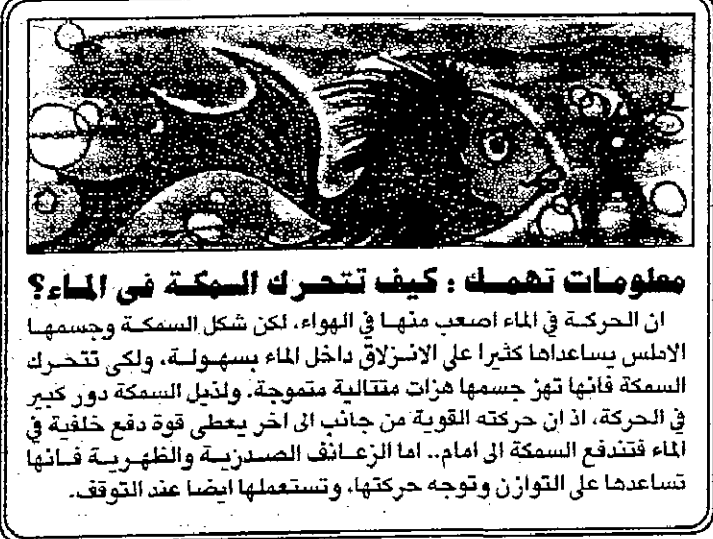 معلومات تهمك : كيف تتحرك السمكة فى الماء؟
ان الحركة في الماء اصعب منها في الهواء، لكن شكل السمكة وجسمها
الاملس يساعداها كثيرا على الانزلاق داخل الماء بسهولة، ولكى تتحرك
السمكة فانها تهز جسمها هزات متتالية متموجة. ولذيل السمكة دور كبير
في الحركة، اذ ان حركته القوية من جانب الى اخر يعطى قوة دفع خلفية في
الماء فتندفع السمكة الى امام.. اما الزعانف الصدرية والظهرية فانها
تساعدها على التوازن وتوجه حركتها، وتستعملها ايضا عند التوقف.